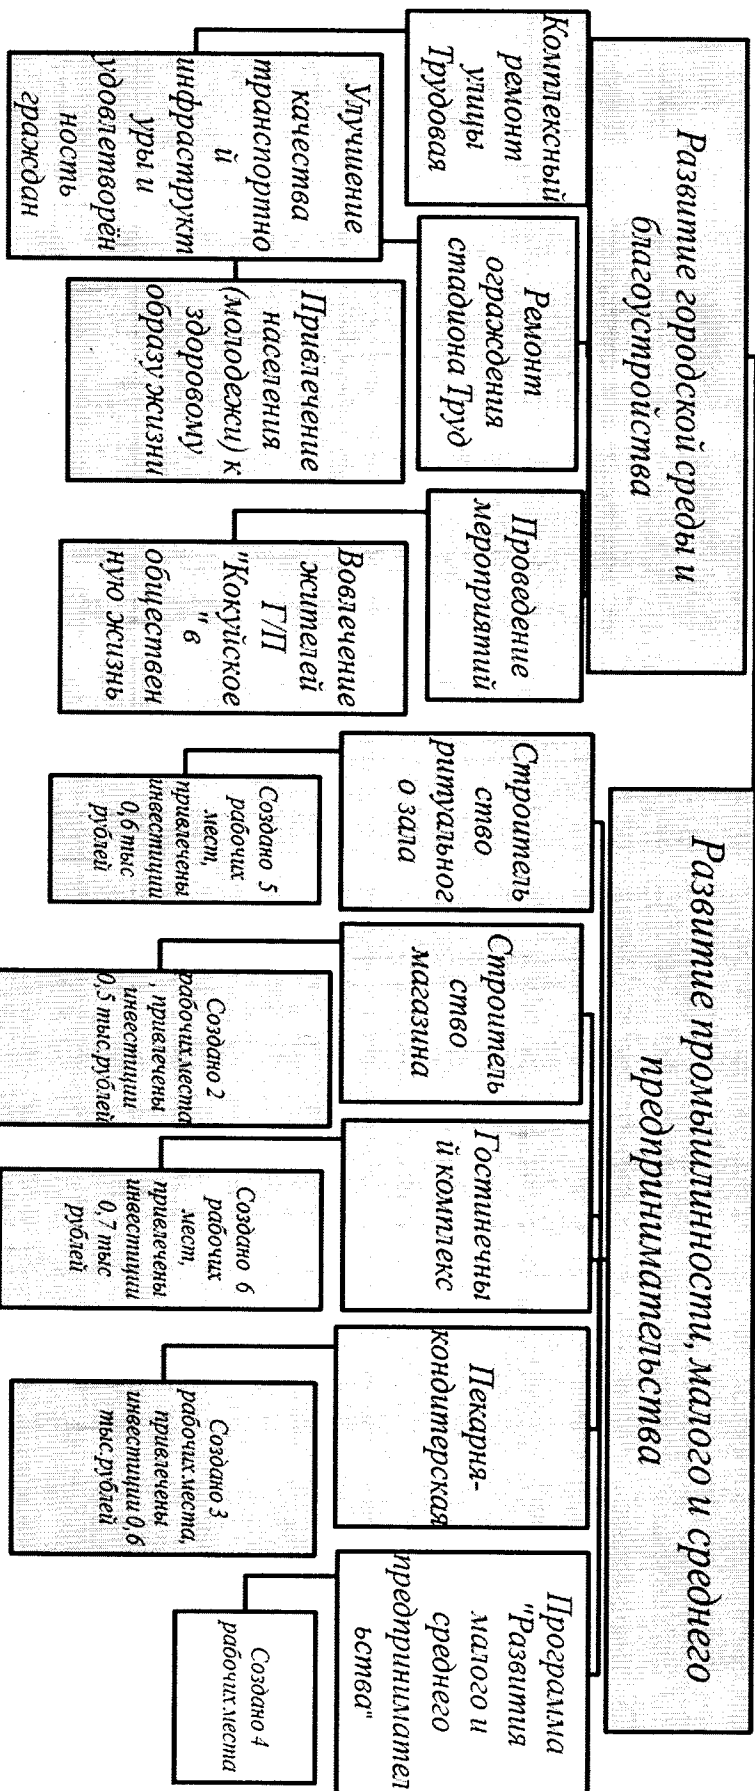 Развитие городской среды и
благоустройства
Комплексный
ремонт
улицы
Трудовая
Улучшение
качества
транспортно
й
инфраструкт
уры и
удовлетворён
ность
граждан
Ремонт
ограждения
стадиона Труд
Привлечение
населения
(молодежи) к
здоровому
образу жизни
Проведение
мероприятий
Вовлечение
жителей
Г/П
"Кокуйское
" в
обществен
ную жизнь
Развитие промышлинности, малого и среднего
предпринимательства
Строитель
ство
ритуальног
о зала
Создано 5
рабочих
мест,
привлечены
инвестиции
0,6 тыс
рублей
Строитель
ство
магазина
Создано 2
рабочих места
, привлечены
инвестиции
0,5 тыс.рублей
Гостинечны
й комплекс
Создано 6
рабочих
мест,
привлечены
инвестиции
0,7 тыс
рублей
Пекарня-
кондитерская
Создано 3
рабочих места,
привлечены
инвестиции 0,6
тыс.рублей
Программа
"Развития
малого и
среднего
предпринимател
ьства"
Создано 4
рабочих места